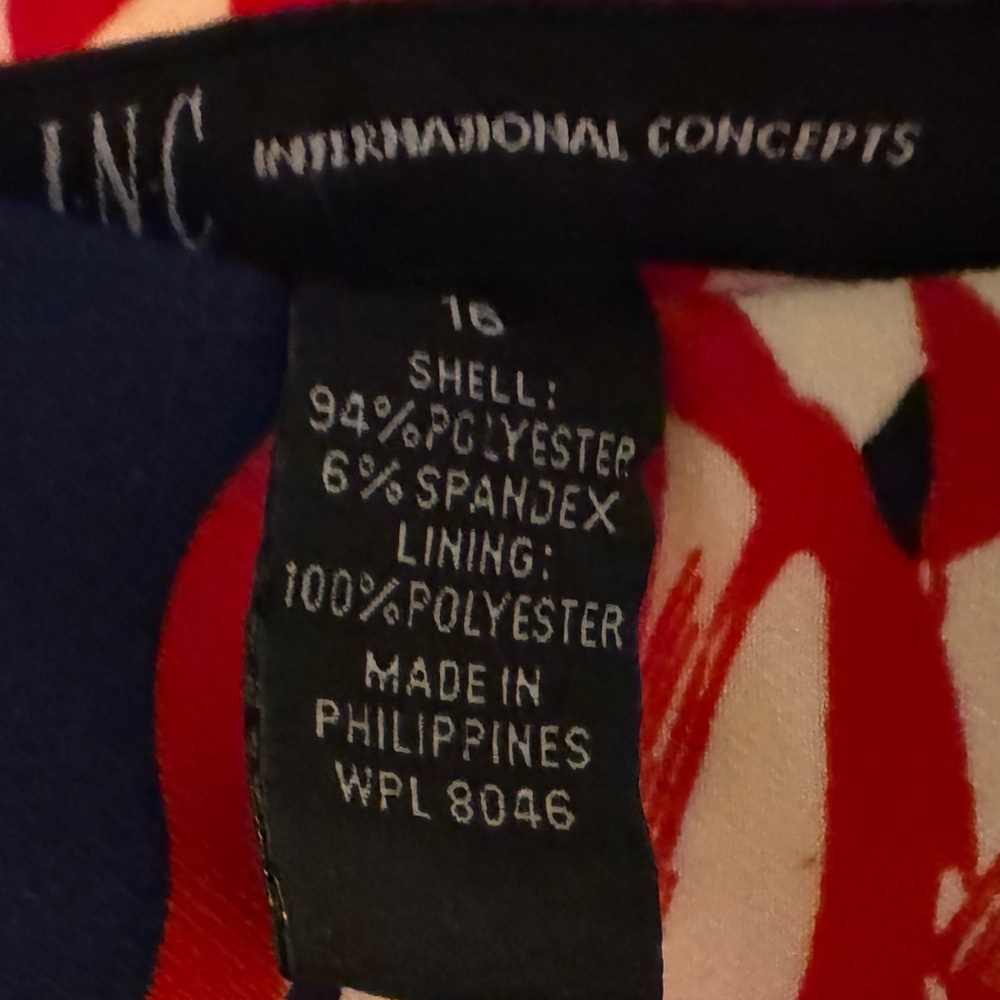 I.N.C INTERNATIONAL CONCEPTS
16
SHELL:
94%POLYESTER
6%SPANDEX
LINING:
100%POLYESTER
MADE IN
PHILIPPINES
WPL 8046